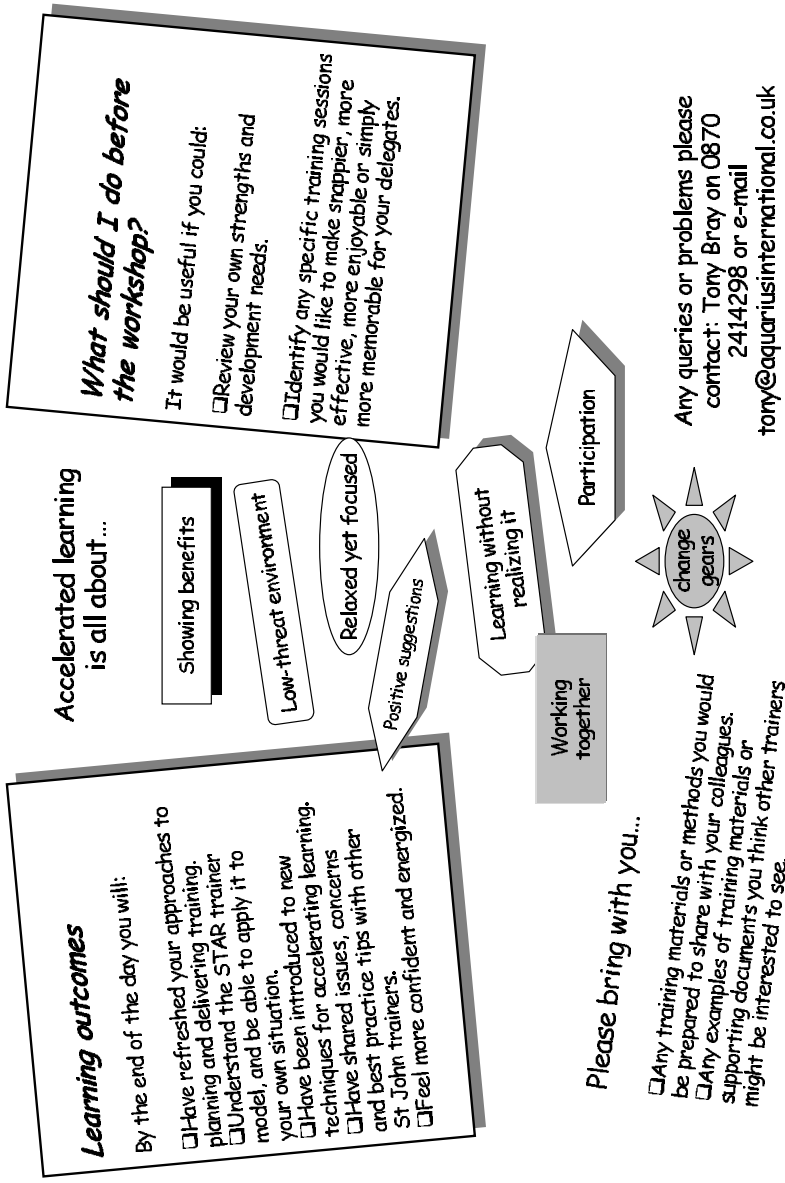 Learning outcomes
By the end of the day you will:
❑Have refreshed your approaches to
planning and delivering training.
❑Understand the STAR trainer
model, and be able to apply it to
your own situation.
❑Have been introduced to new
techniques for accelerating learning.
❑Have shared issues, concerns
and best practice tips with other
St John trainers.
❑Feel more confident and energized.
Accelerated learning
is all about...
Showing benefits
Low-threat environment
Relaxed yet focused
Positive suggestions
Learning without
realizing it
Working
together
Participation
change
gears
What should I do before
the workshop?
It would be useful if you could:
❑Review your own strengths and
development needs.
❑Identify any specific training sessions
you would like to make snappier, more
effective, more enjoyable or simply
more memorable for your delegates.
Please bring with you...
❑Any training materials or methods you would
be prepared to share with your colleagues.
❑Any examples of training materials or
supporting documents you think other trainers
might be interested to see.
Any queries or problems please
contact: Tony Bray on 0870
2414298 or e-mail
tony@aquariusinternational.co.uk